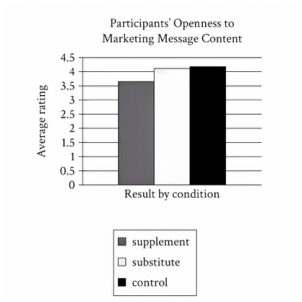 Participants’ Openness to
Marketing Message Content
Average rating
4.5
4
3.5
3
2.5
2
1.5
1
0.5
0
Result by condition
supplement
substitute
control